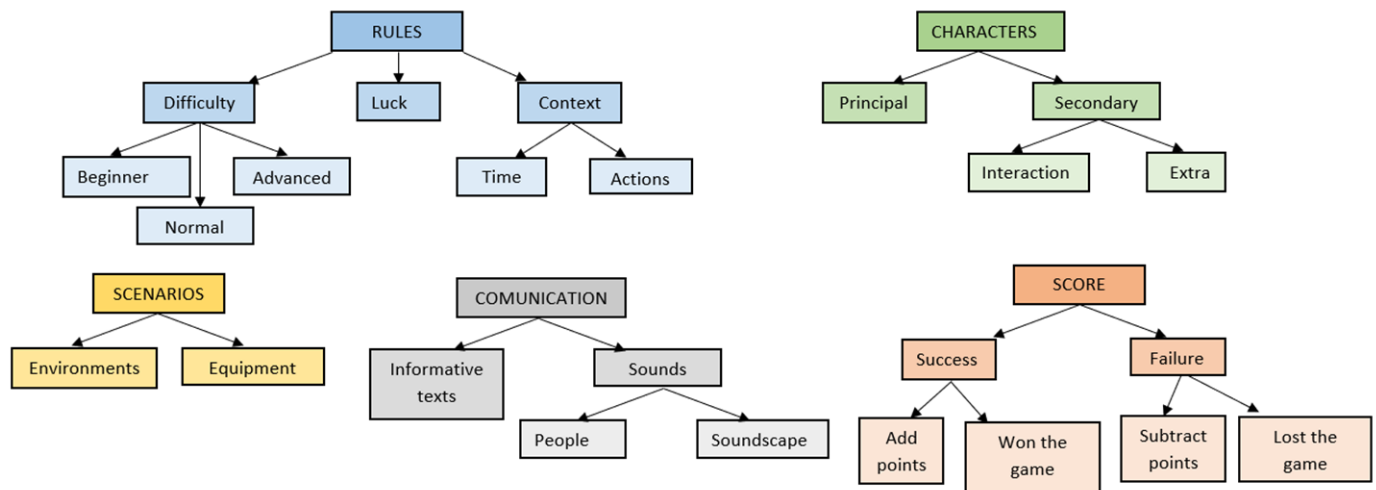 RULES
Difficulty
Luck
Context
Beginner
Advanced
Normal
Time
Actions
CHARACTERS
Principal
Secondary
Interaction
Extra
SCENARIOS
Environments
Equipment
COMUNICATION
Informative
texts
Sounds
People
Soundscape
SCORE
Success
Failure
Add
points
Won the
game
Subtract
points
Lost the
game